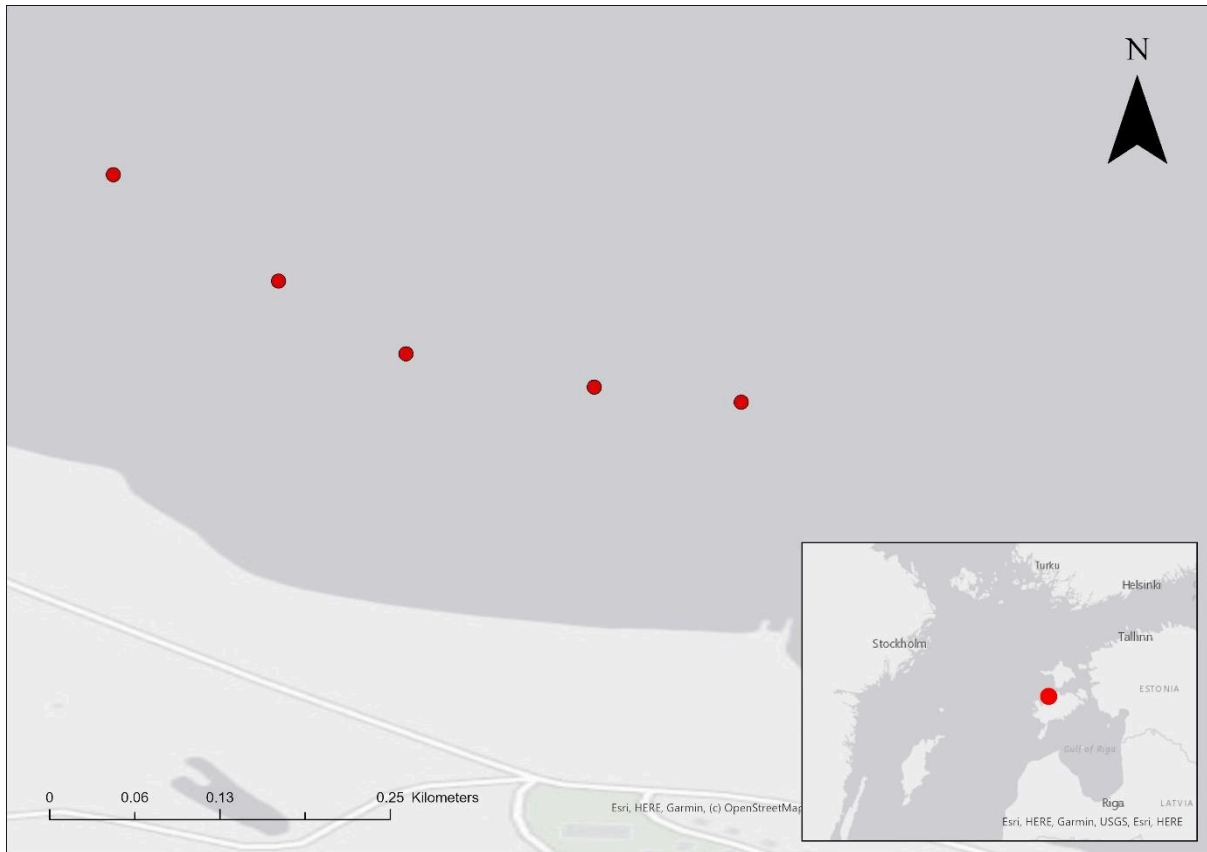 N
Turku
Helsinki
Stockholm
Tallinn
ESTONIA
Gulf of Riga
Riga
LATVIA
Esri, HERE, Garmin, USGS, Esri, HERE
0 0.06 0.13 0.25 Kilometers
Esri, HERE, Garmin, (c) OpenStreetMap